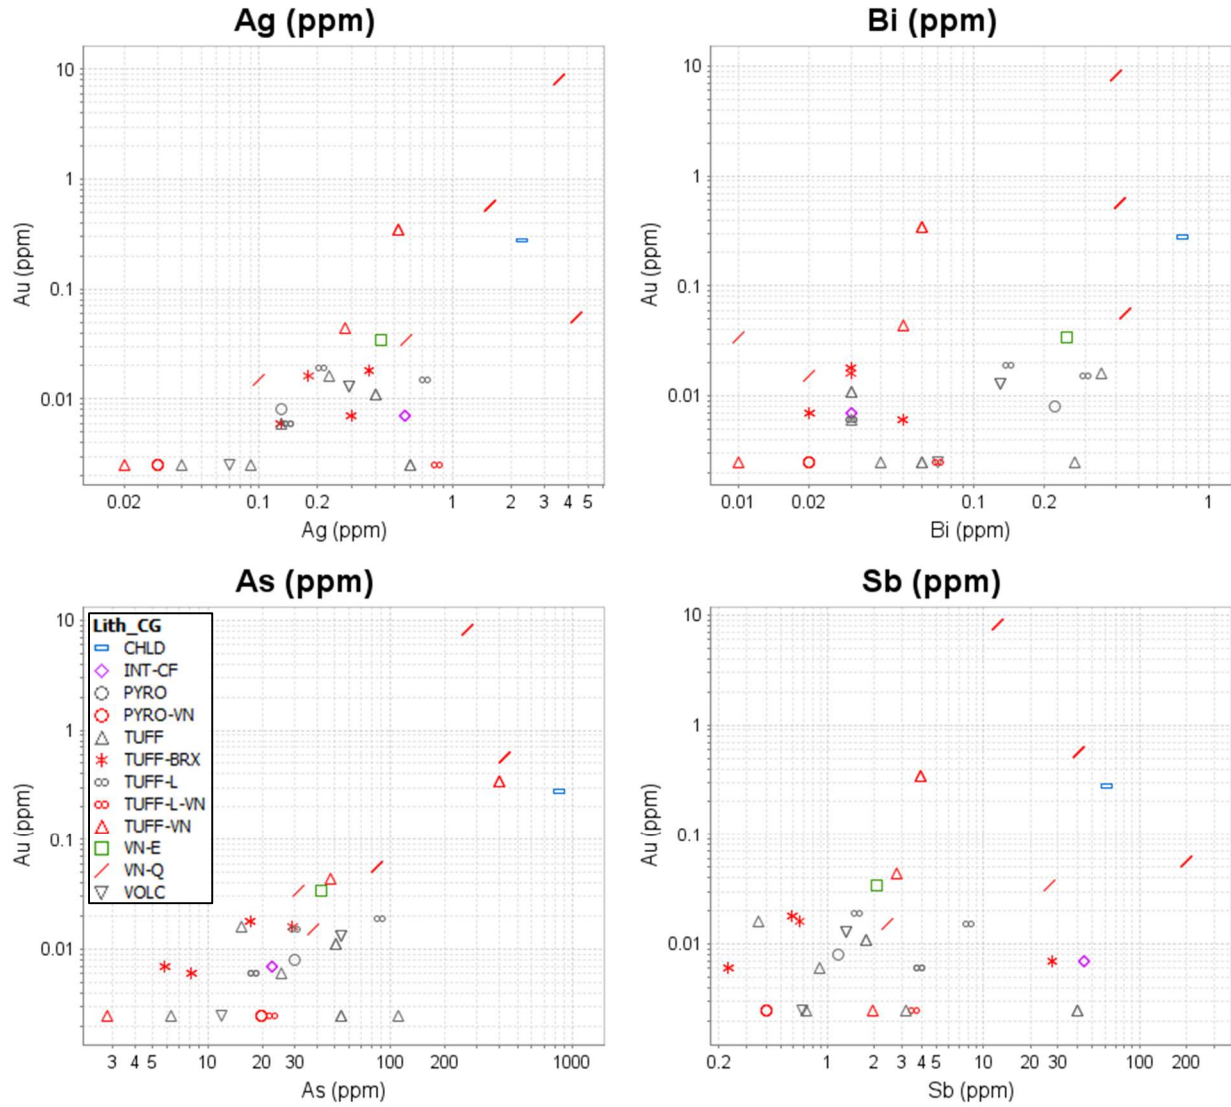 Ag (ppm)
10
1
0.1
0.01
Au (ppm)
0.02 0.1 0.2 1 2 3 4 5
Ag (ppm)
Bi (ppm)
10
1
0.1
0.01
Au (ppm)
0.01 0.02 0.1 0.2 1
Bi (ppm)
As (ppm)
10
1
0.1
0.01
Au (ppm)
Lith_CG
CHLD
INT-CF
PYRO
PYRO-VN
TUFF
TUFF-BRX
TUFF-L
TUFF-L-VN
TUFF-VN
VN-E
VN-Q
VOLC
3 4 5 10 20 30 100 1000
As (ppm)
Sb (ppm)
10
1
0.1
0.01
Au (ppm)
0.2 1 2 3 4 5 10 20 30 100 200
Sb (ppm)